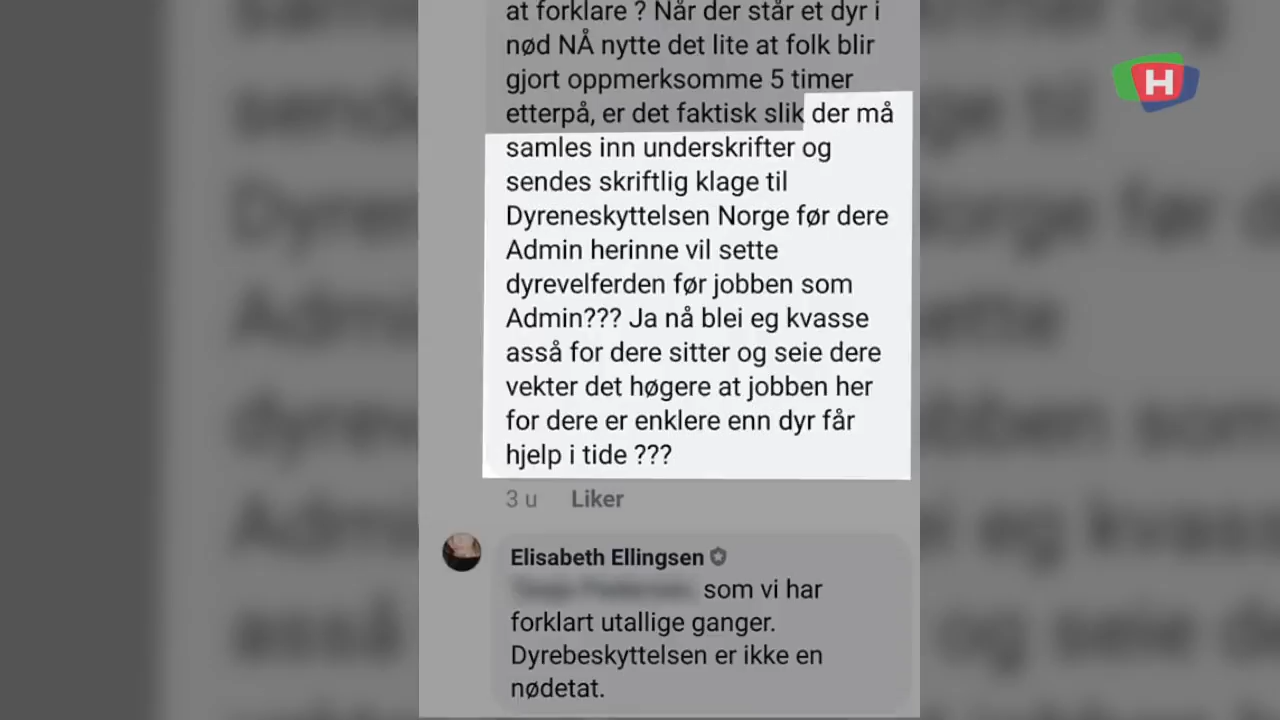 at forklare ? Når der står et dyr i
nød NÅ nytte det lite at folk blir
gjort oppmerksomme 5 timer
etterpå, er det faktisk slik der må
samles inn underskrifter og
sendes skriftlig klage til
Dyreneskyttelsen Norge før dere
Admin herinne vil sette
dyrevelferden før jobben som
Admin??? Ja nå blei eg kvasse
asså for dere sitter og seie dere
vekter det høgere at jobben her
for dere er enklere enn dyr får
hjelp i tide ???
3 u Liker
Elisabeth Ellingsen
som vi har
forklart utallige ganger.
Dyrebeskyttelsen er ikke en
nødetat.
H